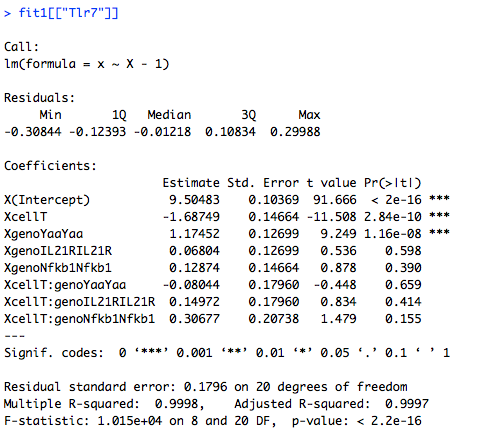 > fit1[["Tlr7"]]
Call:
lm(formula = x ~ X - 1)
Residuals:
Min 1Q Median 3Q Max
-0.30844 -0.12393 -0.01218 0.10834 0.29988
Coefficients:
Estimate Std. Error t value Pr(>|t|)
X(Intercept) 9.50483 0.10369 91.666 < 2e-16 ***
XcellT -1.68749 0.14664 -11.508 2.84e-10 ***
XgenoYaaYaa 1.17452 0.12699 9.249 1.16e-08 ***
XgenoIL21RIL21R 0.06804 0.12699 0.536 0.598
XgenoNfkb1Nfkb1 0.12874 0.14664 0.878 0.390
XcellT:genoYaaYaa -0.08044 0.17960 -0.448 0.659
XcellT:genoIL21RIL21R 0.14972 0.17960 0.834 0.414
XcellT:genoNfkb1Nfkb1 0.30677 0.20738 1.479 0.155
---
Signif. codes: 0 ‘***’ 0.001 ‘**’ 0.01 ‘*’ 0.05 ‘.’ 0.1 ‘ ’ 1
Residual standard error: 0.1796 on 20 degrees of freedom
Multiple R-squared: 0.9998, Adjusted R-squared: 0.9997
F-statistic: 1.015e+04 on 8 and 20 DF, p-value: < 2.2e-16